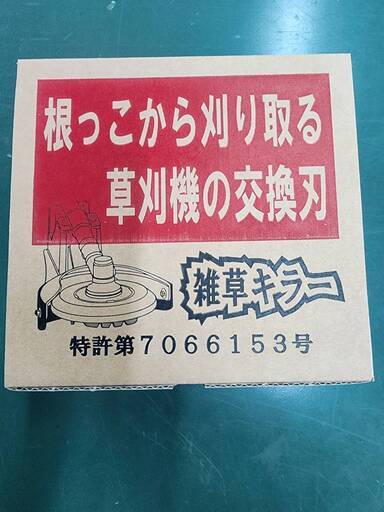 根っこから刈り取る
草刈機の交換刃
雑草キラー
特許第7066153号